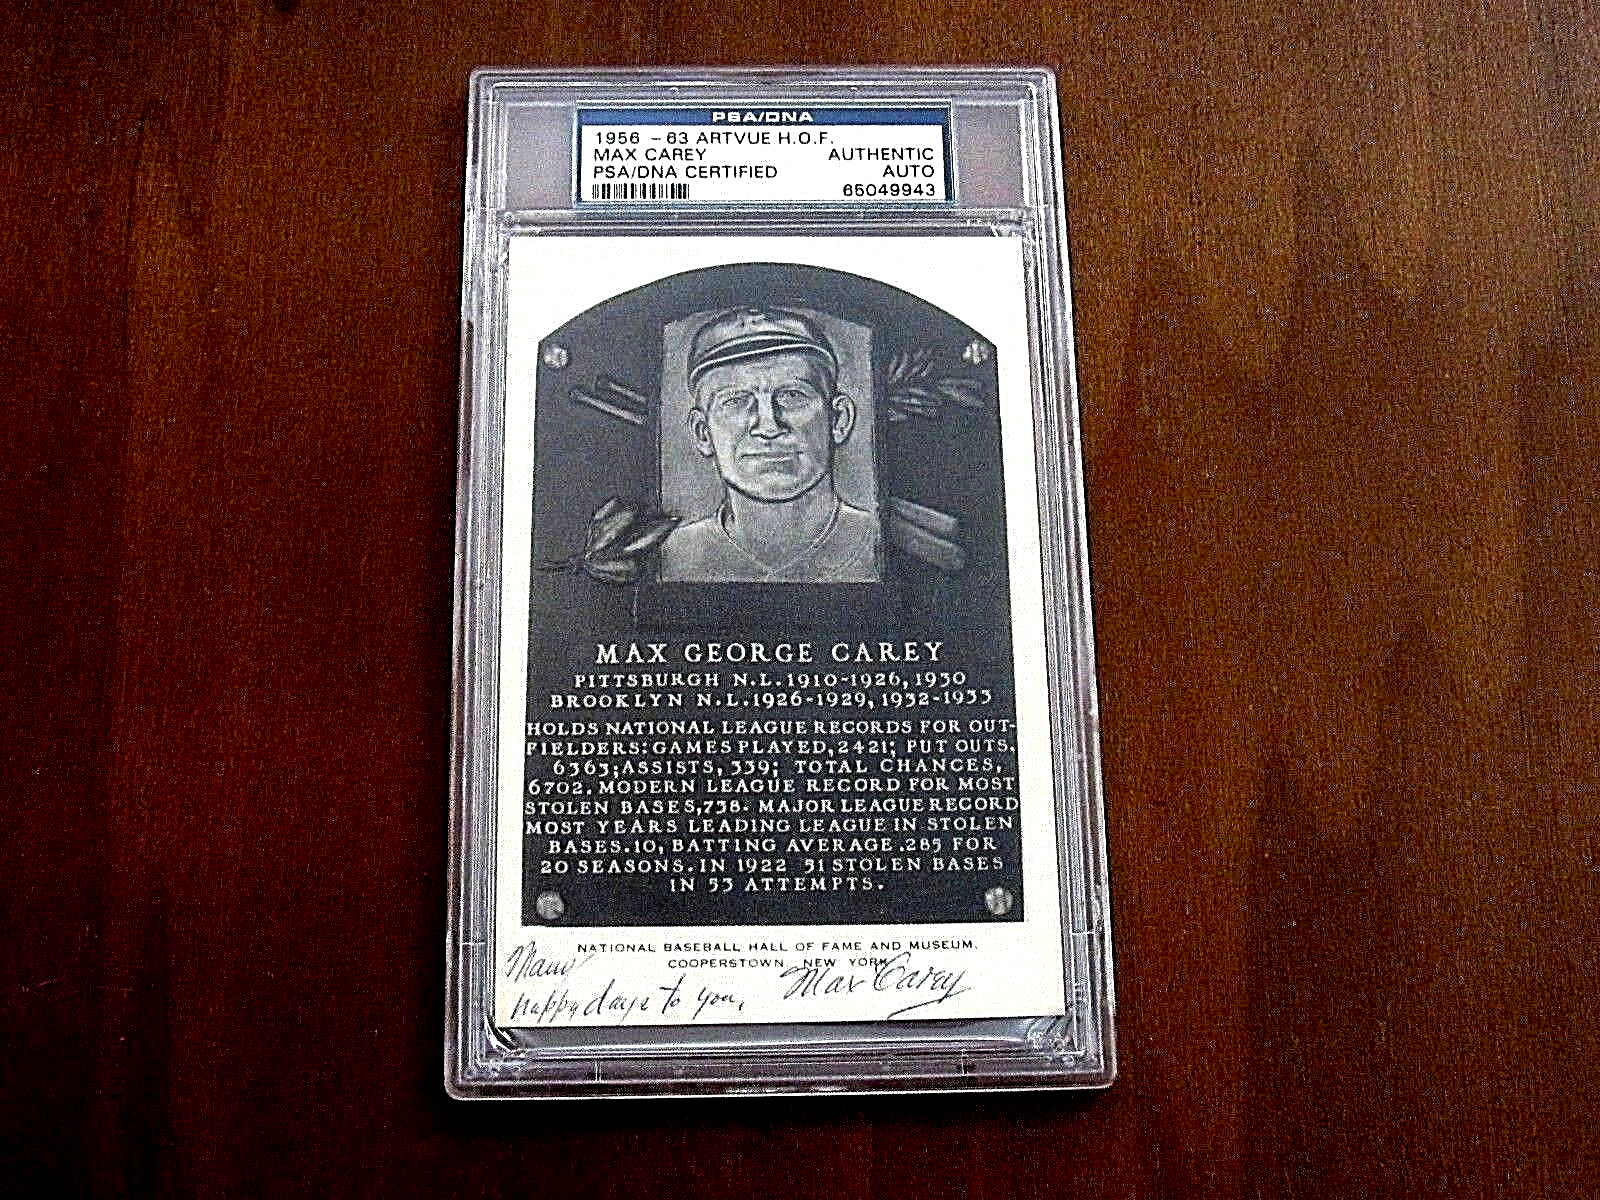 PSA/DNA
1956 - 63 ARTVUE H.O.F.
MAX CAREY AUTHENTIC
PSA/DNA CERTIFIED AUTO
65049943
MAX GEORGE CAREY
PITTSBURGH N.L.1910-1926, 1930
BROOKLYN N.L.1926-1929, 1932-1933
HOLDS NATIONAL LEAGUE RECORDS FOR OUT-
FIELDERS: GAMES PLAYED, 2421; PUT OUTS,
6363; ASSISTS, 339; TOTAL CHANCES,
6702. MODERN LEAGUE RECORD FOR MOST
STOLEN BASES, 738. MAJOR LEAGUE RECORD
MOST YEARS LEADING LEAGUE IN STOLEN
BASES.10, BATTING AVERAGE .285 FOR
20 SEASONS. IN 1922 51 STOLEN BASES
IN 53 ATTEMPTS.
NATIONAL BASEBALL HALL OF FAME AND MUSEUM,
COOPERSTOWN, NEW YORK
Many
happy days to you,
Max Carey